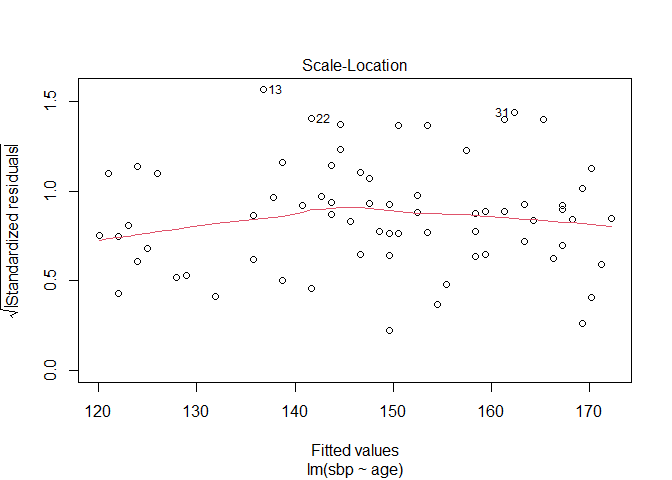 Scale-Location
√|Standardized residuals|
1.5
1.0
0.5
0.0
13
22
31
120 130 140 150 160 170
Fitted values
lm(sbp ~ age)